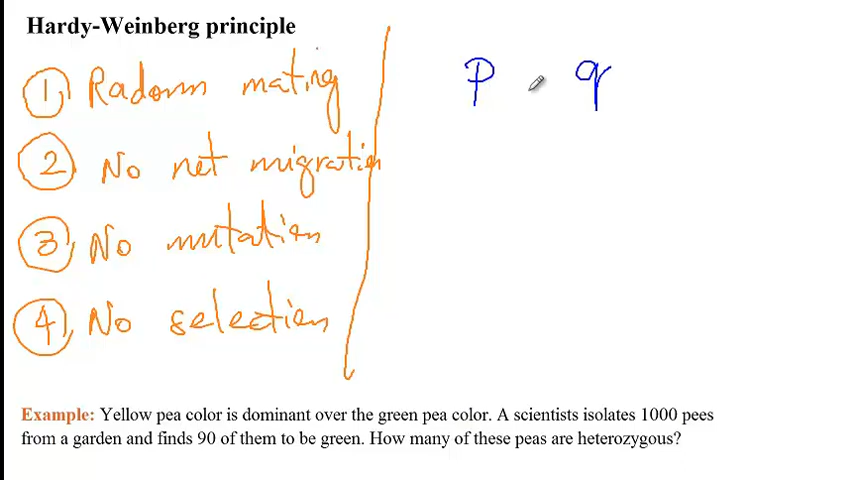 Hardy-Weinberg principle
1, Radom mating
2, No net migration
3, No mutation
4, No selection
P q
Example: Yellow pea color is dominant over the green pea color. A scientists isolates 1000 pees
from a garden and finds 90 of them to be green. How many of these peas are heterozygous?